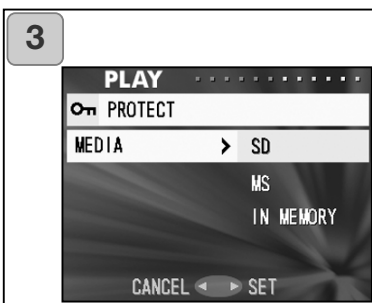 3
PLAY
PROTECT
MEDIA > SD
MS
IN MEMORY
CANCEL SET